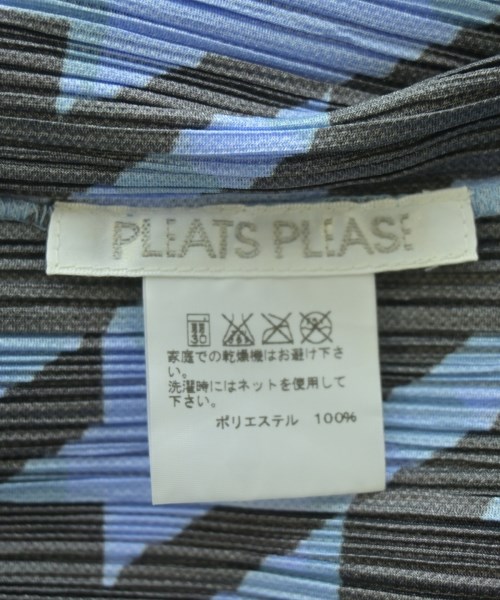 PLEATS PLEASE
30
家庭での乾燥機はお避け下さ
い。
洗濯時にはネットを使用して
下さい。
ポリエステル 100%